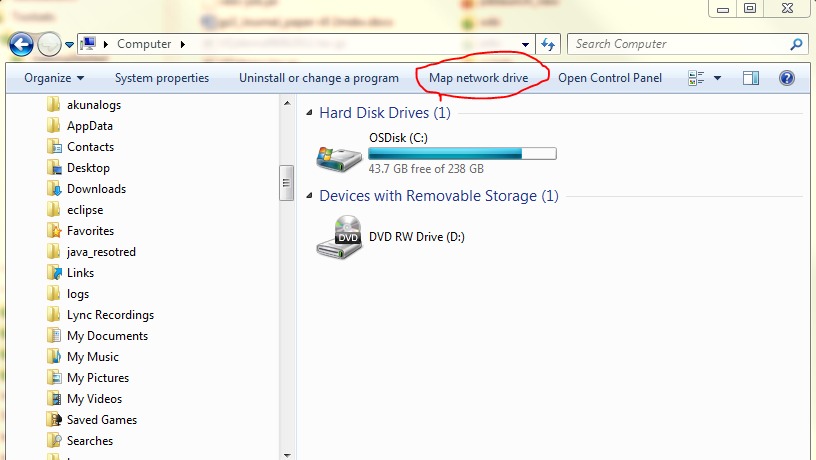 Computer
Search Computer
Organize System properties Uninstall or change a program Map network drive Open Control Panel
akunalogs
AppData
Contacts
Desktop
Downloads
eclipse
Favorites
java_resotred
Links
logs
Lync Recordings
My Documents
My Music
My Pictures
My Videos
Saved Games
Searches
Hard Disk Drives (1)
OSDisk (C:)
43.7 GB free of 238 GB
Devices with Removable Storage (1)
DVD
DVD RW Drive (D:)